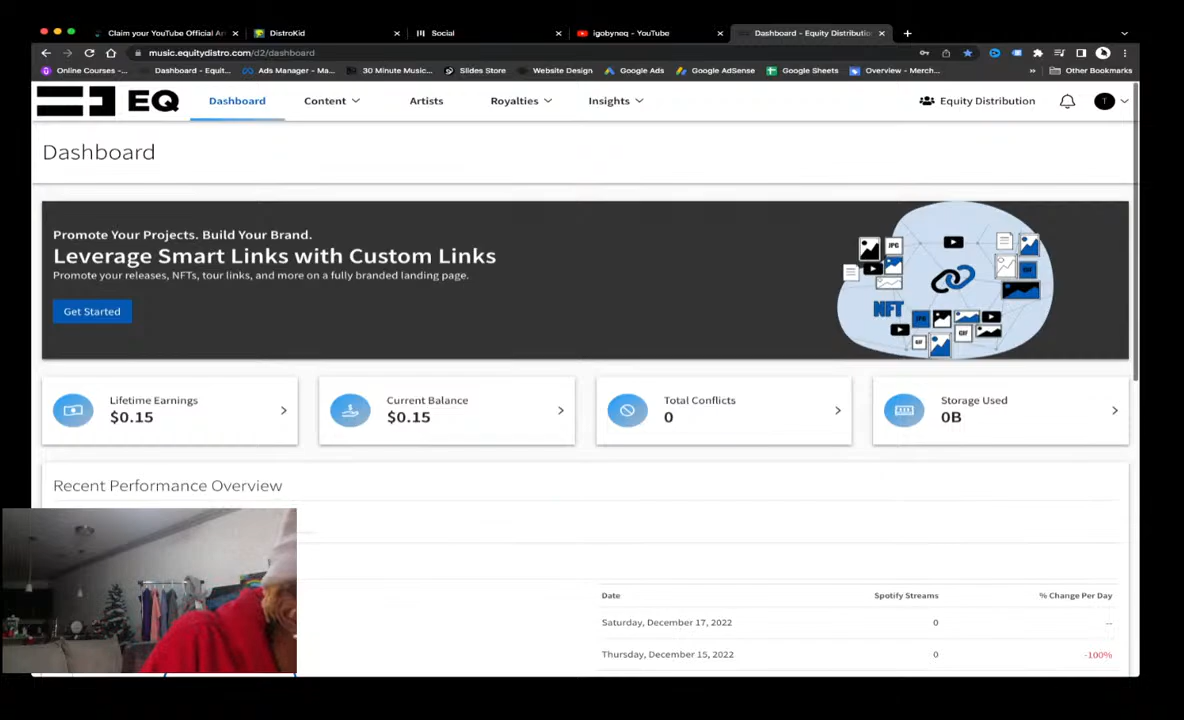 Claim your YouTube Official Ar
DistroKid
Social
igobyneq - YouTube
Dashboard - Equity Distributio
music.equitydistro.com/d2/dashboard
Online Courses -...
Dashboard - Equit...
Ads Manager - Ma...
30 Minute Music...
Slides Store
Website Design
Google Ads
Google AdSense
Google Sheets
Overview - Merch...
»
Other Bookmarks
EQ
Dashboard
Content
Artists
Royalties
Insights
Equity Distribution
T
Dashboard
Promote Your Projects. Build Your Brand.
Leverage Smart Links with Custom Links
Promote your releases, NFTs, tour links, and more on a fully branded landing page.
Get Started
JPG
NFT
JPG
GIF
GIF
GIF
Lifetime Earnings
$0.15
Current Balance
$0.15
Total Conflicts
0
Storage Used
0B
Recent Performance Overview
Date
Spotify Streams
% Change Per Day
Saturday, December 17, 2022
0
--
Thursday, December 15, 2022
0
-100%